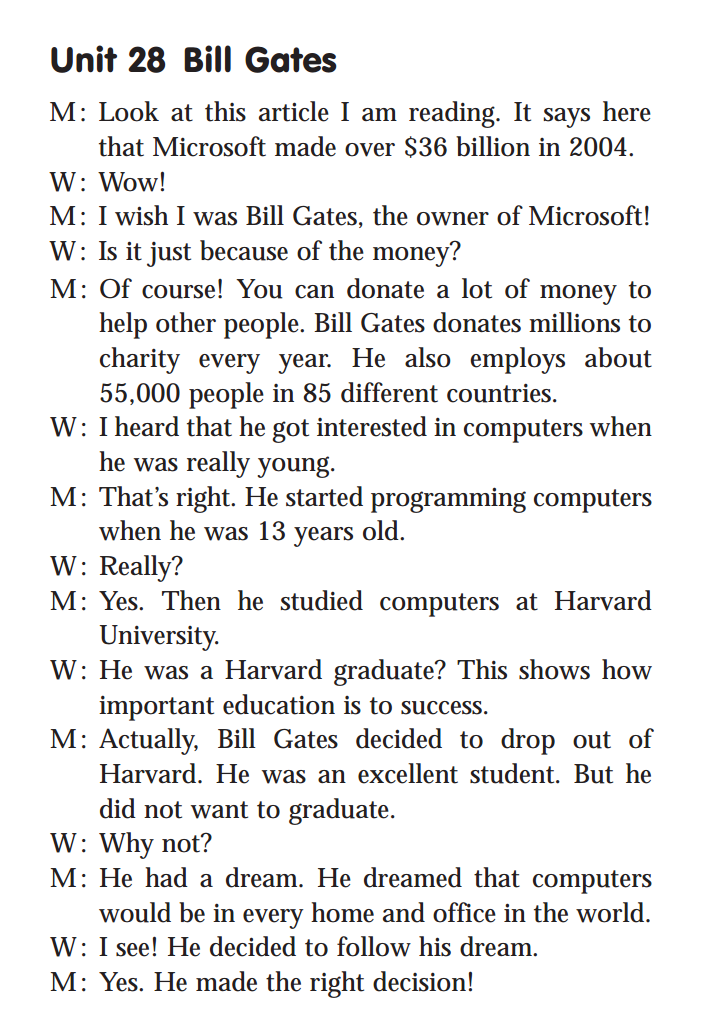 Unit 28 Bill Gates
M: Look at this article I am reading. It says here
that Microsoft made over $36 billion in 2004.
W: Wow!
M: I wish I was Bill Gates, the owner of Microsoft!
W: Is it just because of the money?
M: Of course! You can donate a lot of money to
help other people. Bill Gates donates millions to
charity every year. He also employs about
55,000 people in 85 different countries.
W: I heard that he got interested in computers when
he was really young.
M: That’s right. He started programming computers
when he was 13 years old.
W: Really?
M: Yes. Then he studied computers at Harvard
University.
W: He was a Harvard graduate? This shows how
important education is to success.
M: Actually, Bill Gates decided to drop out of
Harvard. He was an excellent student. But he
did not want to graduate.
W: Why not?
M: He had a dream. He dreamed that computers
would be in every home and office in the world.
W: I see! He decided to follow his dream.
M: Yes. He made the right decision!